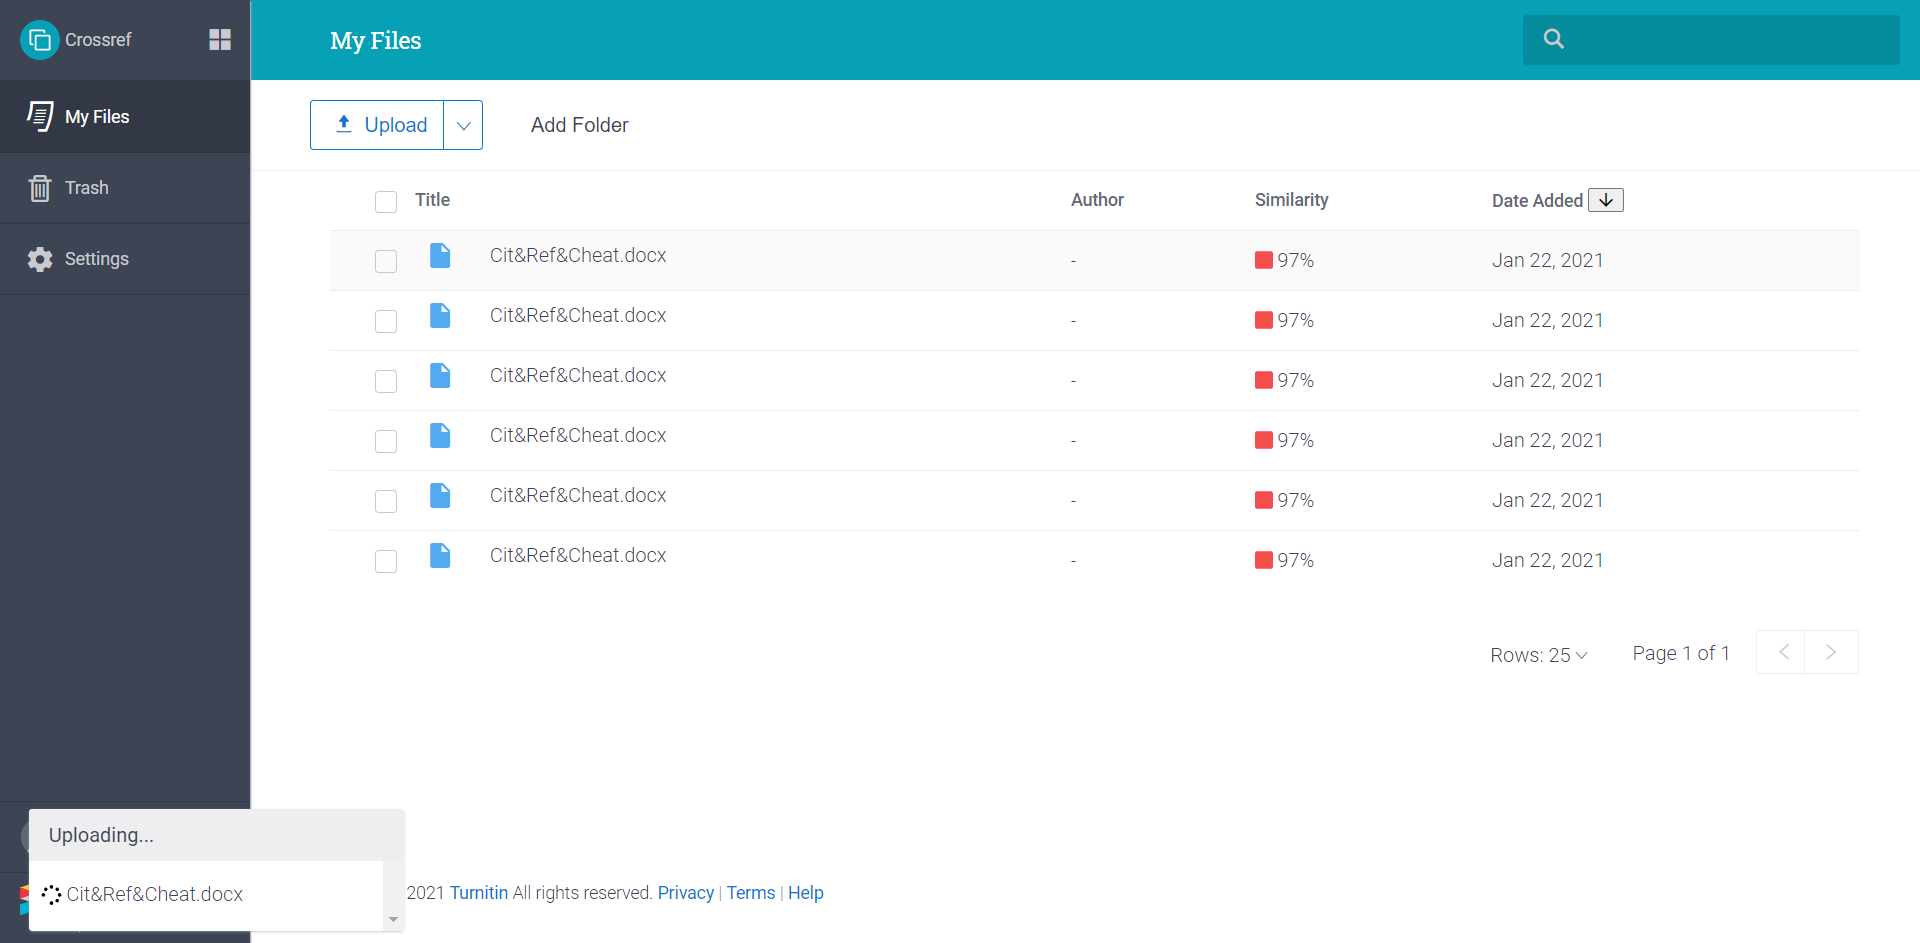 Crossref
My Files
My Files
Trash
Settings
Upload
Add Folder
Title Author Similarity Date Added
Cit&Ref&Cheat.docx - 97% Jan 22, 2021
Cit&Ref&Cheat.docx - 97% Jan 22, 2021
Cit&Ref&Cheat.docx - 97% Jan 22, 2021
Cit&Ref&Cheat.docx - 97% Jan 22, 2021
Cit&Ref&Cheat.docx - 97% Jan 22, 2021
Cit&Ref&Cheat.docx - 97% Jan 22, 2021
Rows: 25 Page 1 of 1
Uploading...
Cit&Ref&Cheat.docx
2021 Turnitin All rights reserved. Privacy | Terms | Help